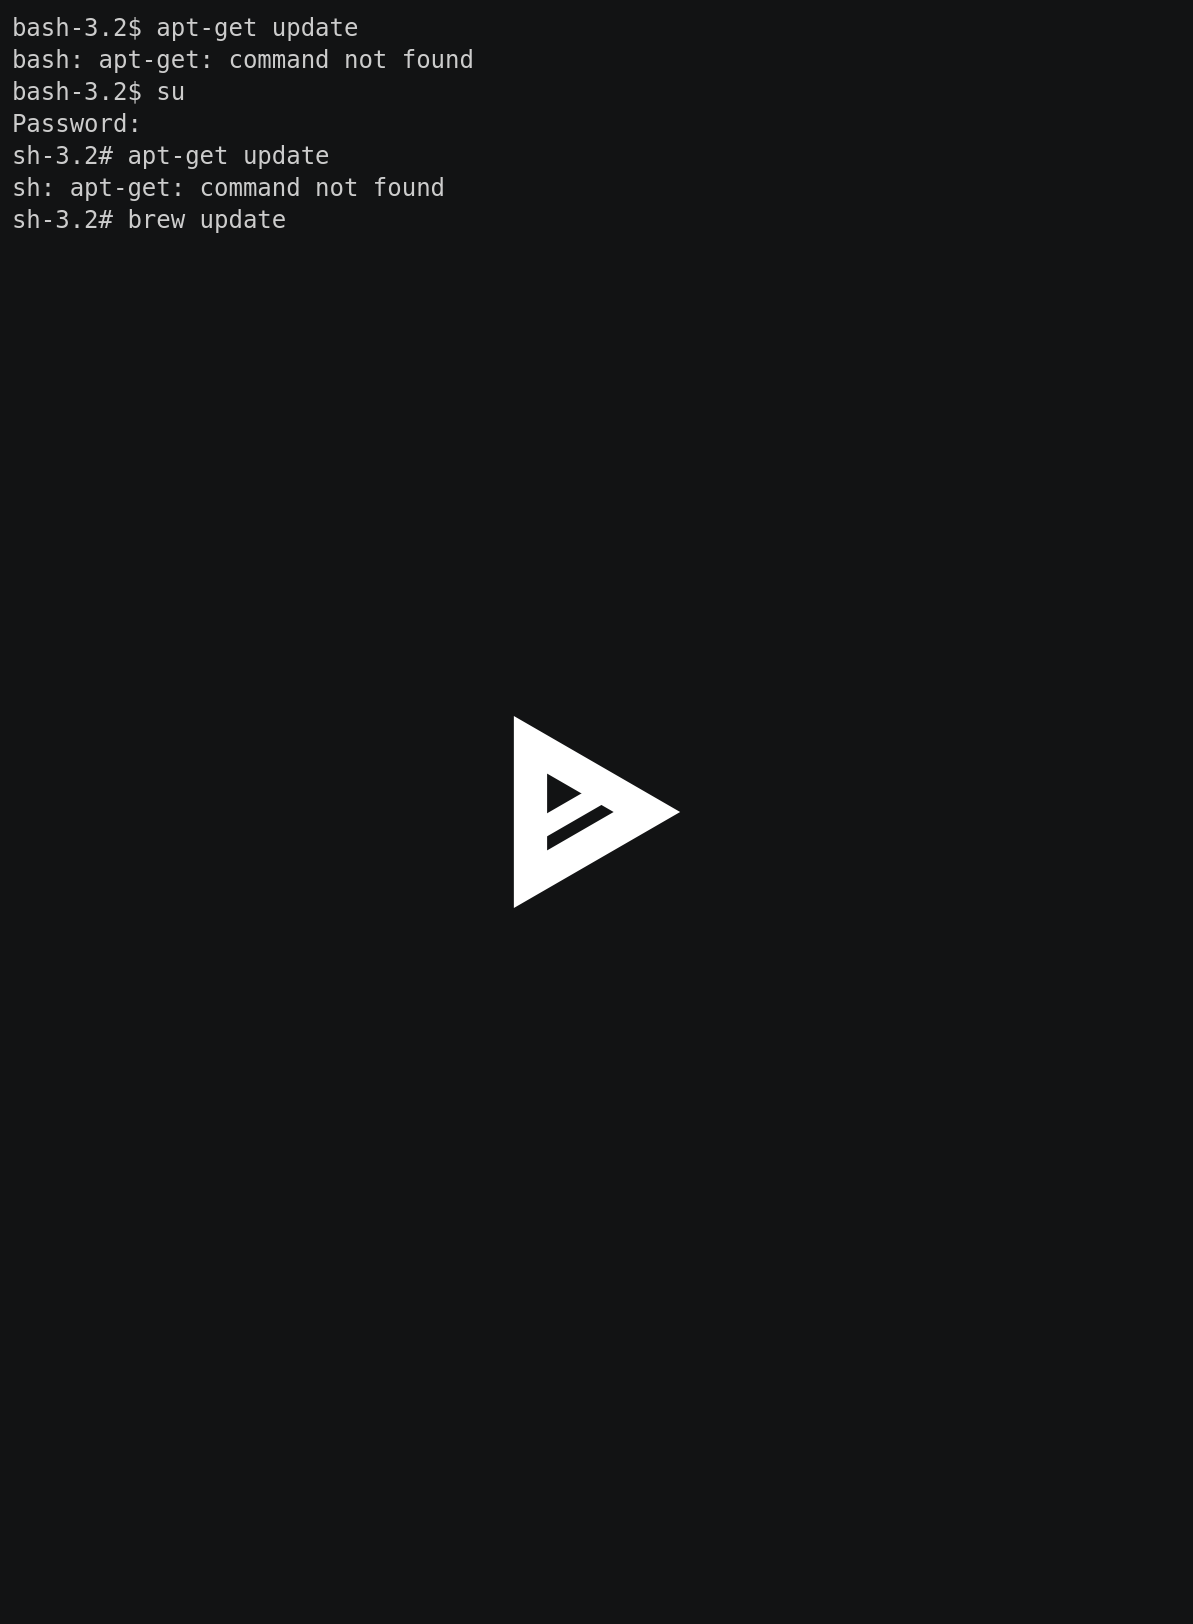 bash-3.2$ apt-get update
bash: apt-get: command not found
bash-3.2$ su
Password:
sh-3.2# apt-get update
sh: apt-get: command not found
sh-3.2# brew update